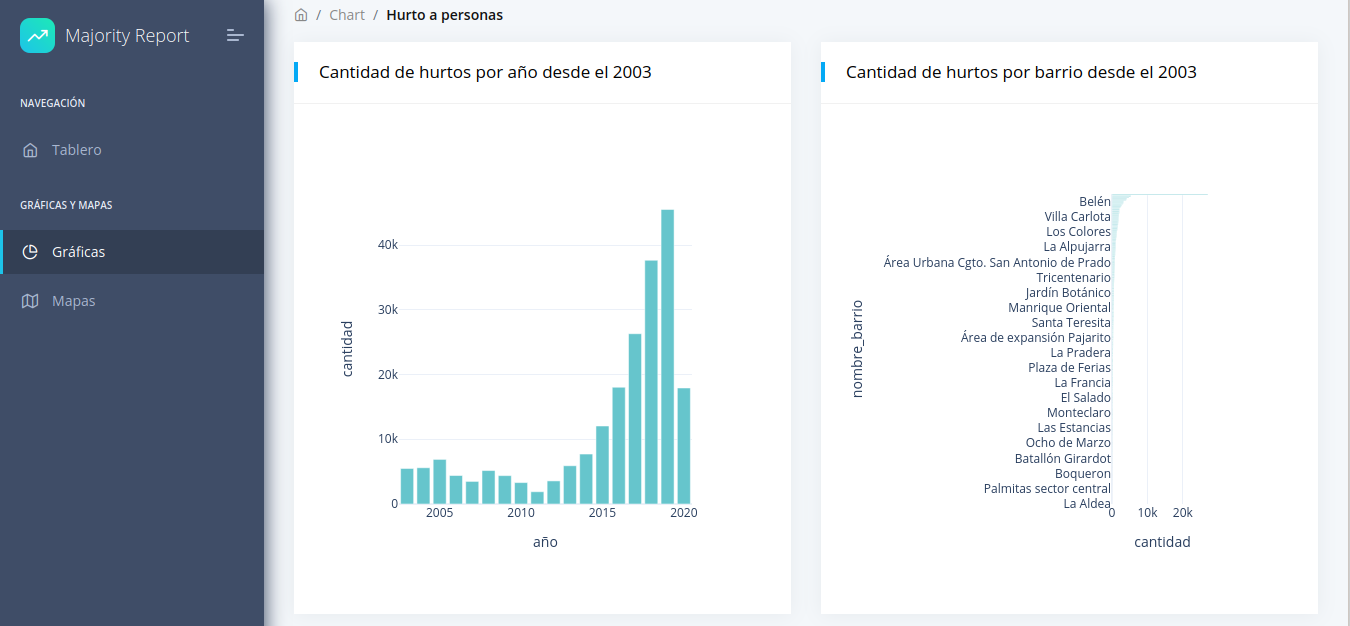 Majority Report
NAVEGACIÓN
Tablero
GRÁFICAS Y MAPAS
Gráficas
Mapas
/ Chart / Hurto a personas
Cantidad de hurtos por año desde el 2003
cantidad
40k
30k
20k
10k
0
2005 2010 2015 2020
año
Cantidad de hurtos por barrio desde el 2003
nombre_barrio
Belén
Villa Carlota
Los Colores
La Alpujarra
Área Urbana Cgto. San Antonio de Prado
Tricentenario
Jardín Botánico
Manrique Oriental
Santa Teresita
Área de expansión Pajarito
La Pradera
Plaza de Ferias
La Francia
El Salado
Monteclaro
Las Estancias
Ocho de Marzo
Batallón Girardot
Boqueron
Palmitas sector central
La Aldea
0 10k 20k
cantidad